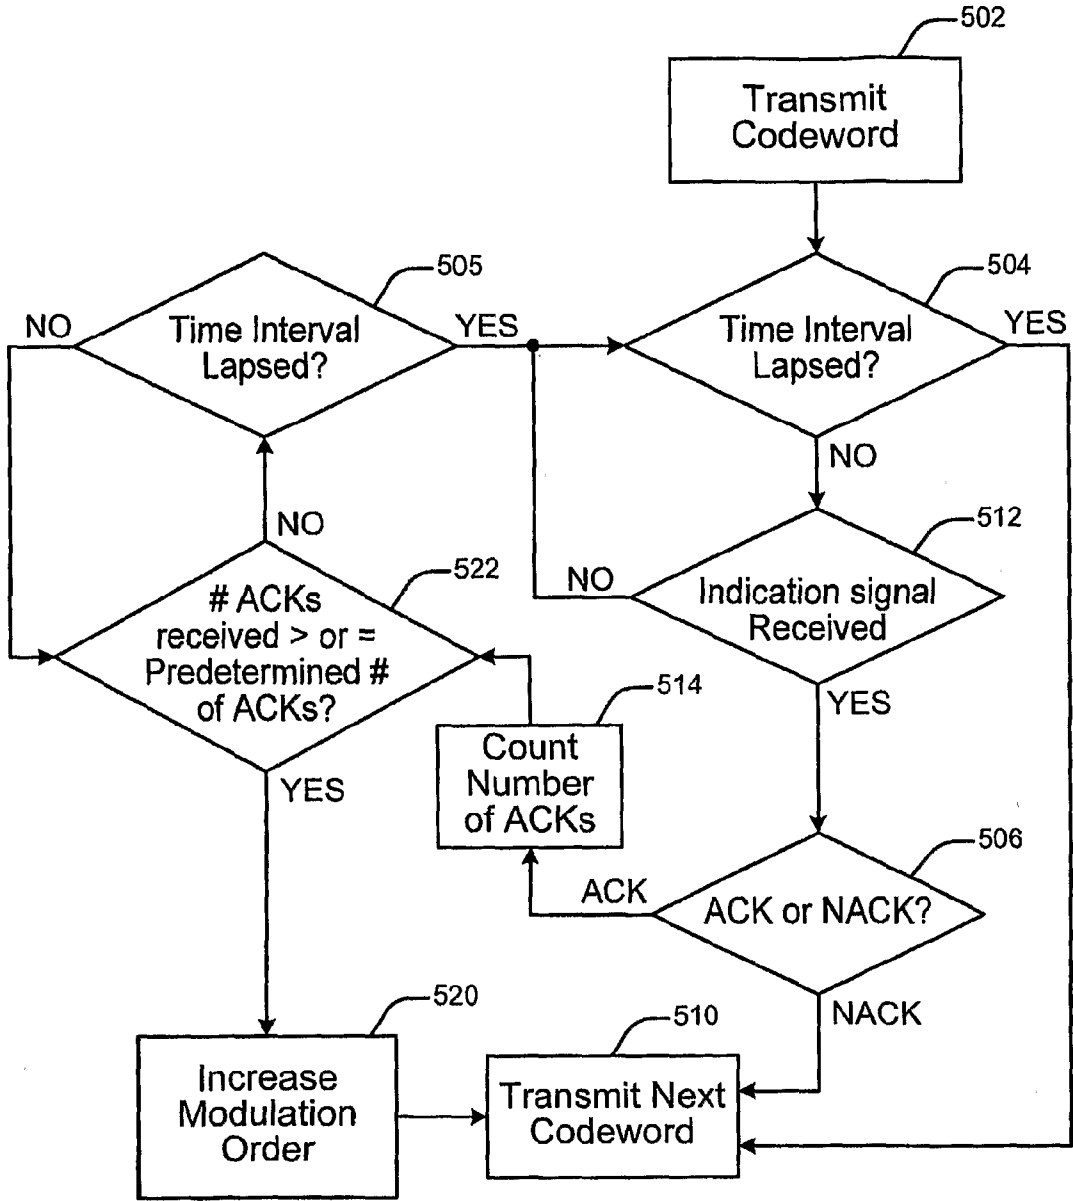 502
Transmit
Codeword
505
504
NO
Time Interval
Lapsed?
YES
Time Interval
Lapsed?
YES
NO
NO
512
522
NO
Indication signal
Received
# ACKs
received > or =
Predetermined #
of ACKs?
514
YES
YES
Count
Number
of ACKs
506
ACK
ACK or NACK?
520
510
NACK
Increase
Modulation
Order
Transmit Next
Codeword